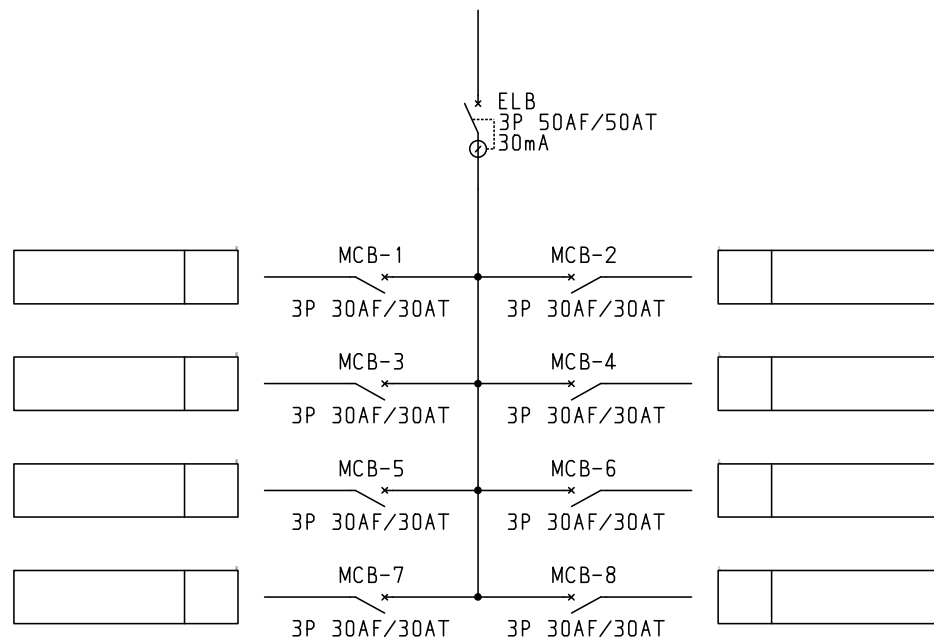 ELB
3P 50AF/50AT
30mA
MCB-1
MCB-2
3P 30AF/30AT
3P 30AF/30AT
MCB-3
MCB-4
3P 30AF/30AT
3P 30AF/30AT
MCB-5
MCB-6
3P 30AF/30AT
3P 30AF/30AT
MCB-7
MCB-8
3P 30AF/30AT
3P 30AF/30AT